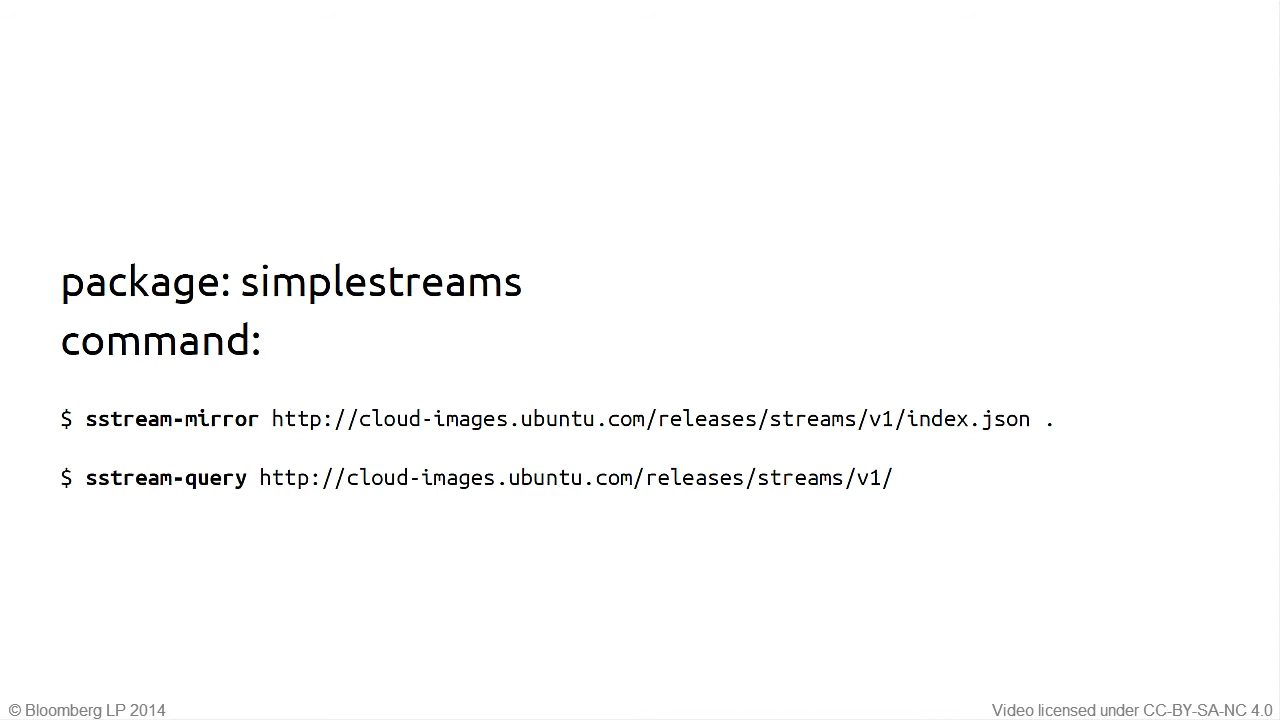 package: simplestreams
command:
$ sstream-mirror http://cloud-images.ubuntu.com/releases/streams/v1/index.json .
$ sstream-query http://cloud-images.ubuntu.com/releases/streams/v1/
© Bloomberg LP 2014
Video licensed under CC-BY-SA-NC 4.0